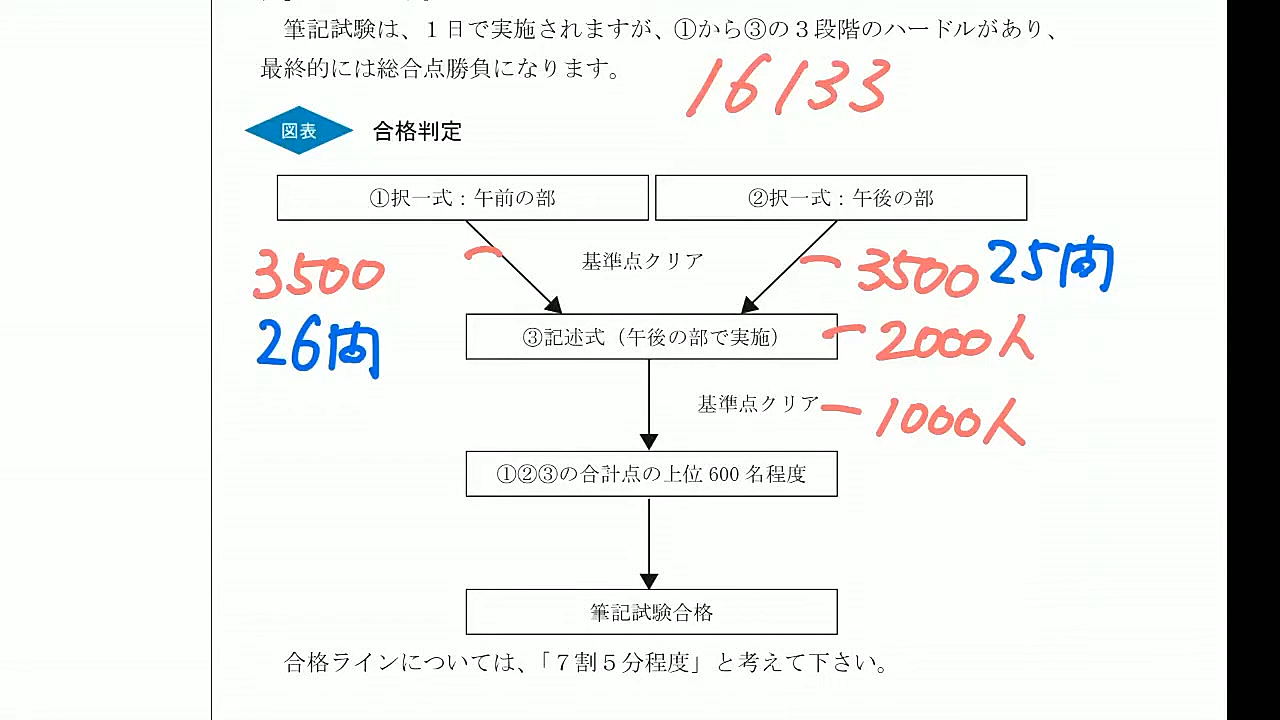 筆記試験は、１日で実施されますが、①から③の３段階のハードルがあり、
最終的には総合点勝負になります。
16133
図表 合格判定
①択一式：午前の部 ②択一式：午後の部
基準点クリア
3500 3500 25問
26問
③記述式（午後の部で実施） 2000人
基準点クリア 1000人
①②③の合計点の上位 600 名程度
筆記試験合格
合格ラインについては、「７割５分程度」と考えて下さい。